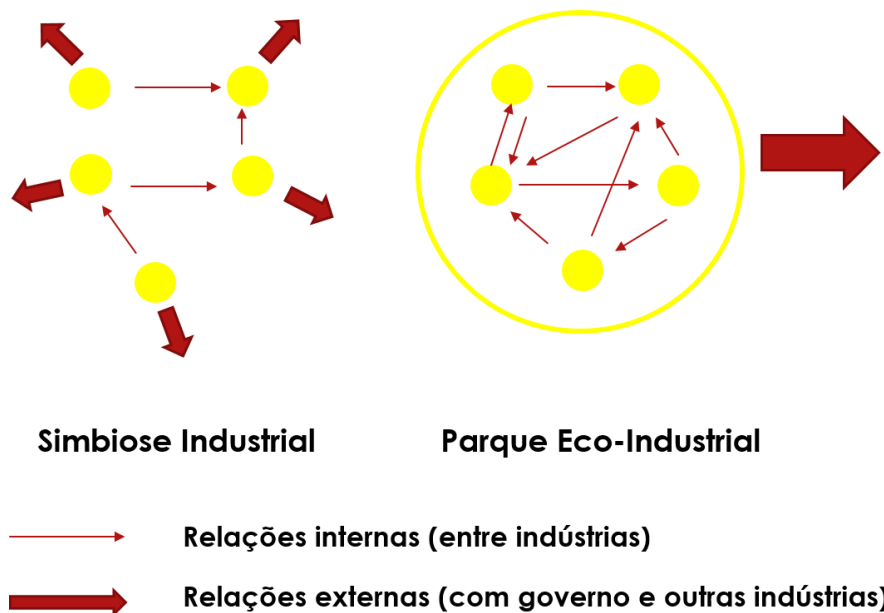 Simbiose Industrial
Parque Eco-Industrial
Relações internas (entre indústrias)
Relações externas (com governo e outras indústrias)